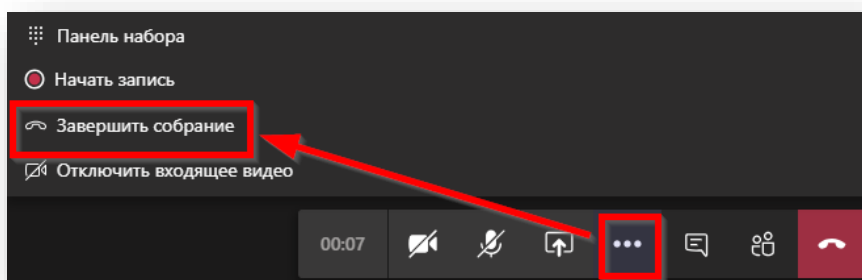 Панель набора
Начать запись
Завершить собрание
Отключить входящее видео
00:07